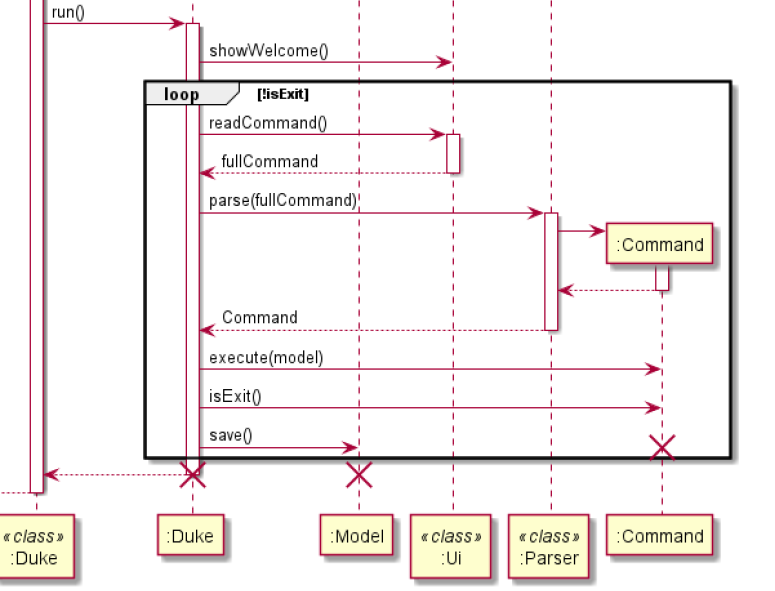 run()
showWelcome()
loop [!isExit]
readCommand()
fullCommand
parse(fullCommand)
:Command
Command
execute(model)
isExit()
save()
«class» :Duke :Model «class» «class» :Command
:Duke :Ui :Parser